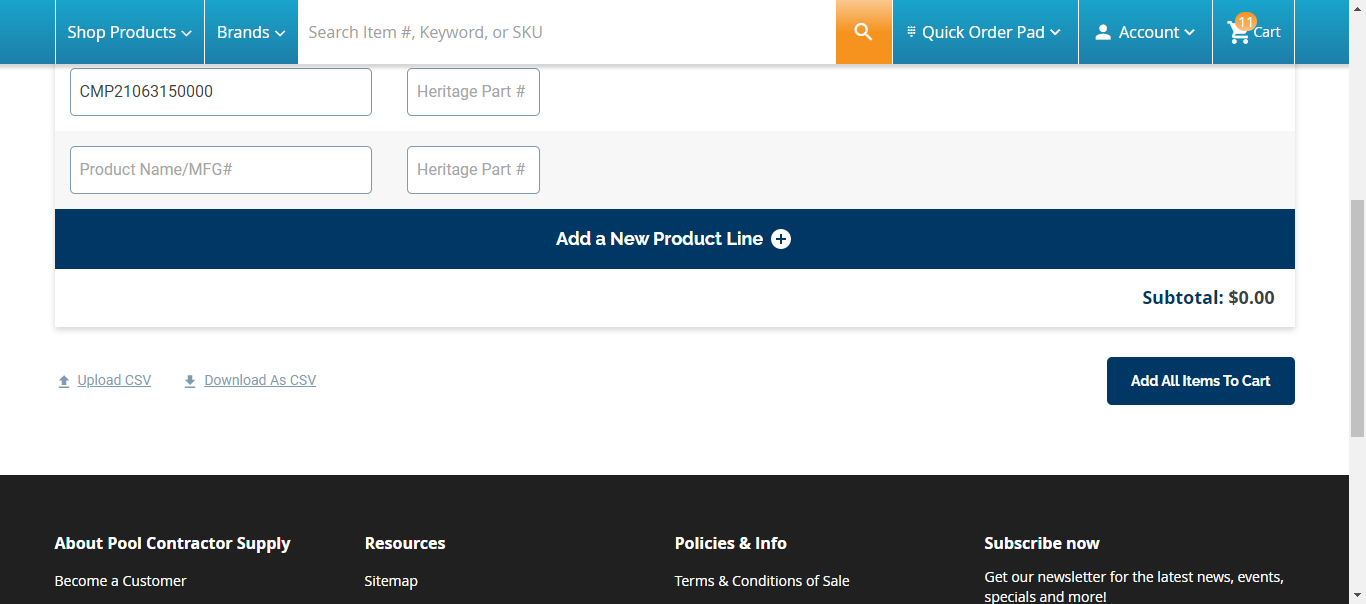 Shop Products
Brands
Search Item #, Keyword, or SKU
Quick Order Pad
Account
11
Cart
CMP21063150000
Heritage Part #
Product Name/MFG#
Heritage Part #
Add a New Product Line
Subtotal: $0.00
Upload CSV
Download As CSV
Add All Items To Cart
About Pool Contractor Supply
Resources
Policies & Info
Subscribe now
Become a Customer
Sitemap
Terms & Conditions of Sale
Get our newsletter for the latest news, events,
specials and more!